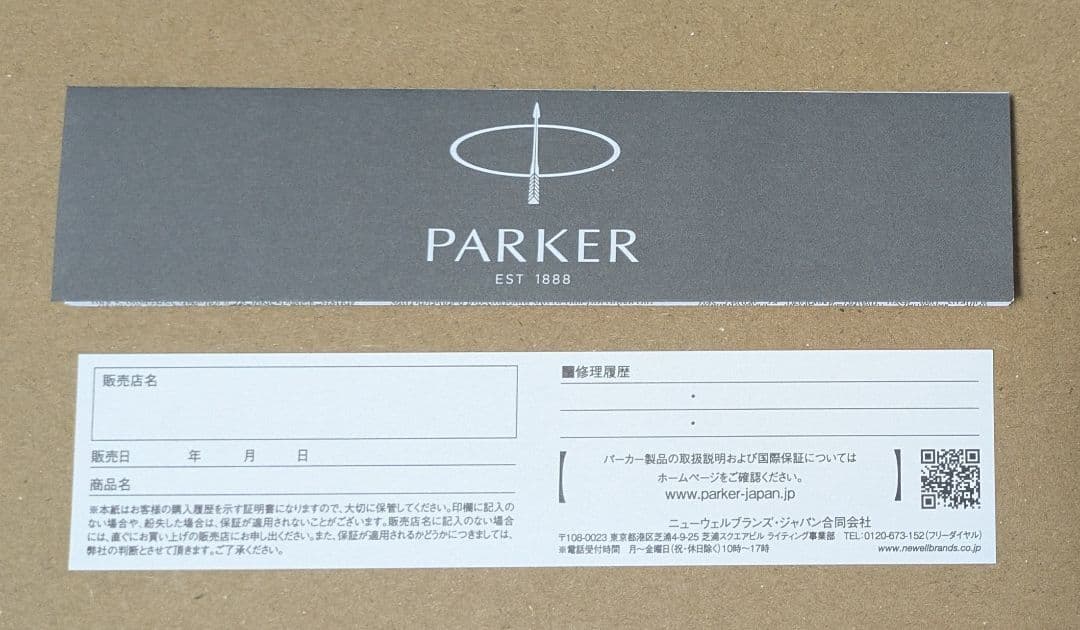 PARKER
EST 1888
販売店名
販売日 年 月 日
商品名
※本紙はお客様の購入履歴を示す証明書になりますので、大切に保管してください。印欄に記入の
ない場合や、紛失した場合は、保証が適用されないことがございます。販売店名に記入のない場合
には、直ぐにお買い上げの販売店にお申し出ください。また、保証が適用されるかどうかにつきましては、
弊社の判断とさせて頂きます。ご了承ください。
修理履歴
・
・
【パーカー製品の取扱説明および国際保証については
ホームページをご確認ください。
www.parker-japan.jp】
ニューウェルブランズ・ジャパン合同会社
〒108-0023 東京都港区芝浦4-9-25 芝浦スクエアビル ライティング事業部 TEL:0120-673-152(フリーダイヤル)
※電話受付時間 月～金曜日(祝・休日除く)10時～17時 www.newellbrands.co.jp